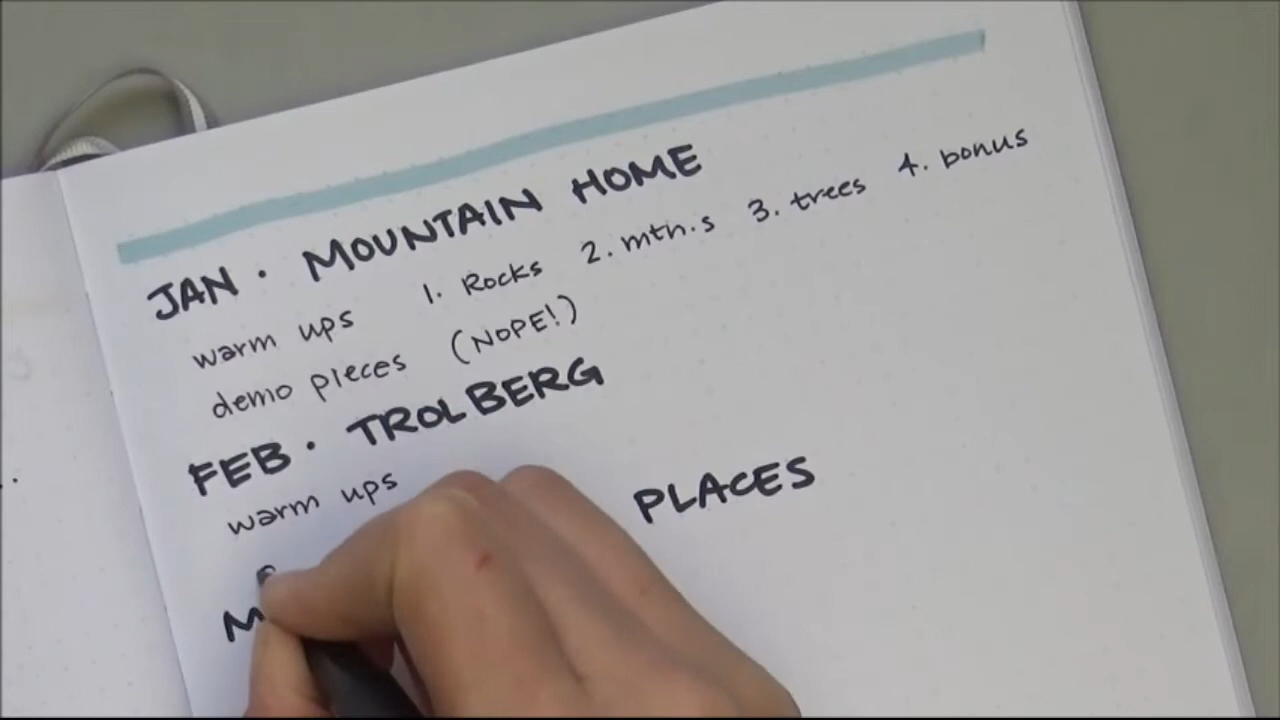 JAN · MOUNTAIN HOME
warm ups 1. Rocks 2. mtn.s 3. trees 4. bonus
demo pieces (NOPE!)
FEB · TROLBERG
warm ups
PLACES